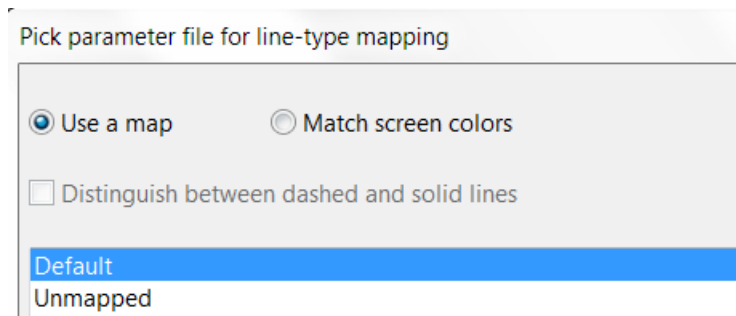 Pick parameter file for line-type mapping
Use a map Match screen colors
Distinguish between dashed and solid lines
Default
Unmapped